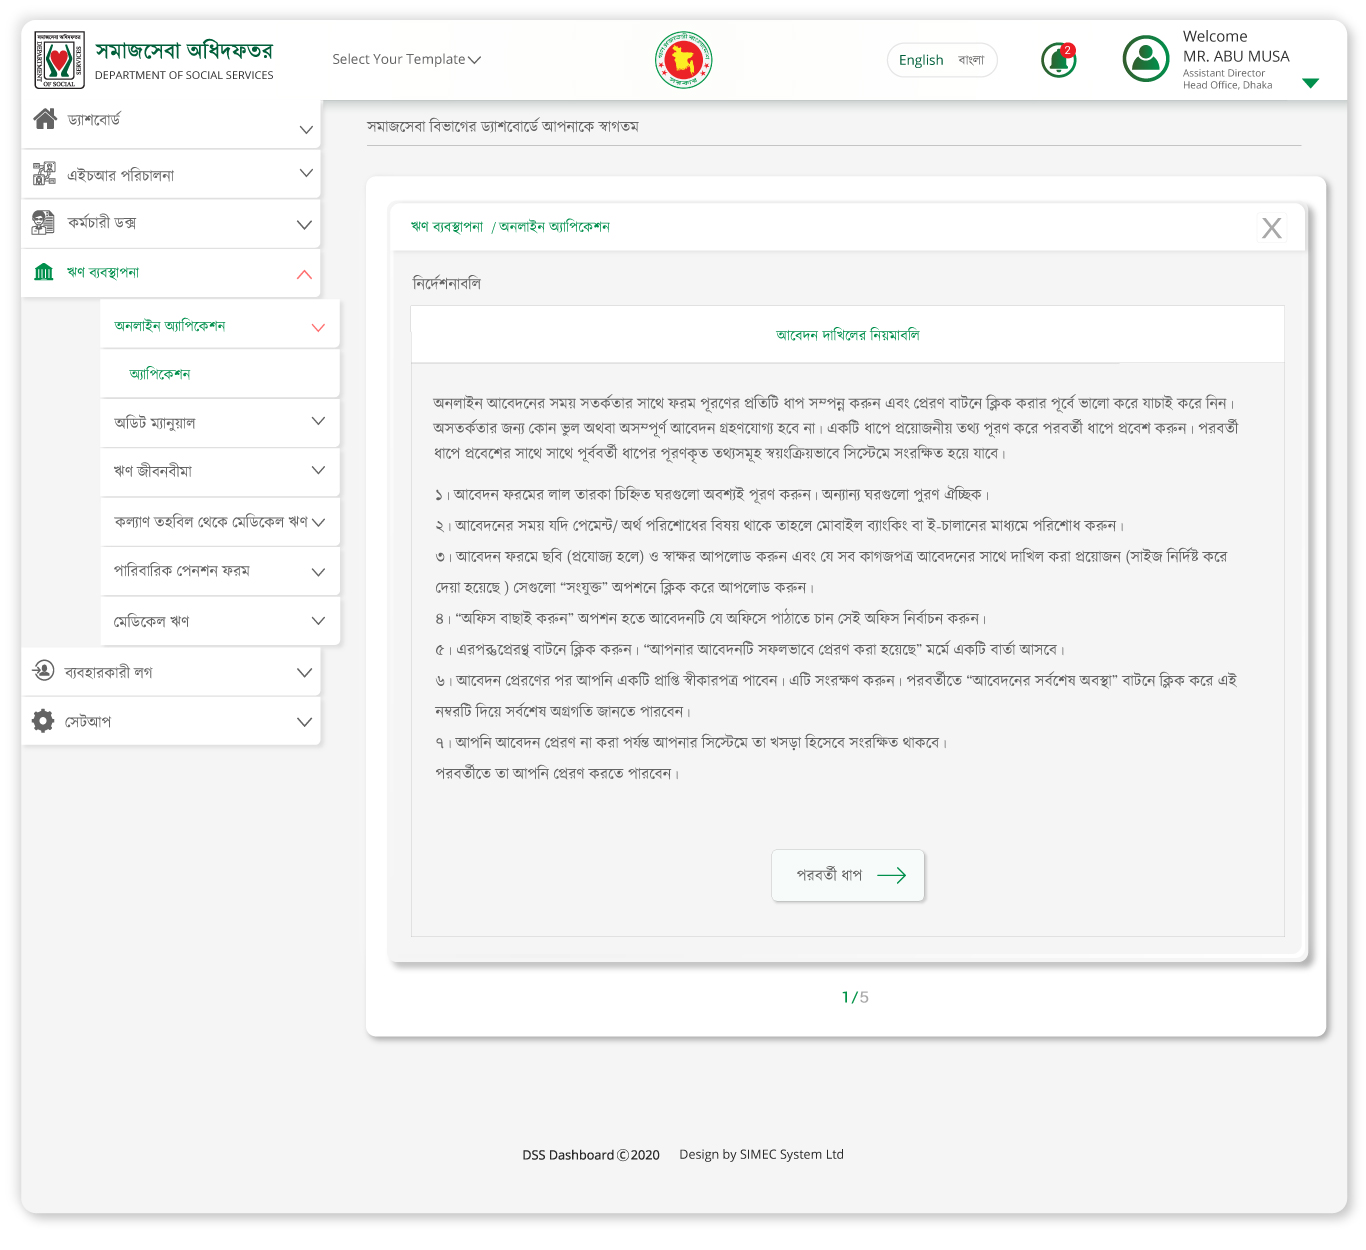 সমাজসেবা অধিদফতর
DEPARTMENT OF SOCIAL SERVICES
Select Your Template
English বাংলা
2
Welcome
MR. ABU MUSA
Assistant Director
Head Office, Dhaka
ড্যাশবোর্ড
এইচআর পরিচালনা
কর্মচারী ডক্স
ঋণ ব্যবস্থাপনা
অনলাইন অ্যাপিকেশন
অ্যাপিকেশন
অডিট ম্যানুয়াল
ঋণ জীবনবীমা
কল্যাণ তহবিল থেকে মেডিকেল ঋণ
পারিবারিক পেনশন ফরম
মেডিকেল ঋণ
ব্যবহারকারী লগ
সেটআপ
সমাজসেবা বিভাগের ড্যাশবোর্ডে আপনাকে স্বাগতম
ঋণ ব্যবস্থাপনা / অনলাইন অ্যাপিকেশন
X
নির্দেশনাবলি
আবেদন দাখিলের নিয়মাবলি
অনলাইন আবেদনের সময় সতর্কতার সাথে ফরম পূরণের প্রতিটি ধাপ সম্পন্ন করুন এবং প্রেরণ বাটনে ক্লিক করার পূর্বে ভালো করে যাচাই করে নিন।
অসতর্কতার জন্য কোন ভুল অথবা অসম্পূর্ণ আবেদন গ্রহণযোগ্য হবে না। একটি ধাপে প্রয়োজনীয় তথ্য পূরণ করে পরবর্তী ধাপে প্রবেশ করুন। পরবর্তী
ধাপে প্রবেশের সাথে সাথে পূর্ববর্তী ধাপের পূরণকৃত তথ্যসমূহ স্বয়ংক্রিয়ভাবে সিস্টেমে সংরক্ষিত হয়ে যাবে।
১। আবেদন ফরমের লাল তারকা চিহ্নিত ঘরগুলো অবশ্যই পূরণ করুন। অন্যান্য ঘরগুলো পুরণ ঐচ্ছিক।
২। আবেদনের সময় যদি পেমেন্ট/ অর্থ পরিশোধের বিষয় থাকে তাহলে মোবাইল ব্যাংকিং বা ই-চালানের মাধ্যমে পরিশোধ করুন।
৩। আবেদন ফরমে ছবি (প্রযোজ্য হলে) ও স্বাক্ষর আপলোড করুন এবং যে সব কাগজপত্র আবেদনের সাথে দাখিল করা প্রয়োজন (সাইজ নির্দিষ্ট করে
দেয়া হয়েছে ) সেগুলো “সংযুক্ত” অপশনে ক্লিক করে আপলোড করুন।
৪। “অফিস বাছাই করুন” অপশন হতে আবেদনটি যে অফিসে পাঠাতে চান সেই অফিস নির্বাচন করুন।
৫। বাটনে ক্লিক করুন। “আপনার আবেদনটি সফলভাবে প্রেরণ করা হয়েছে” মর্মে একটি বার্তা আসবে।
৬। আবেদন প্রেরণের পর আপনি একটি প্রাপ্তি স্বীকারপত্র পাবেন। এটি সংরক্ষণ করুন। পরবর্তীতে “আবেদনের সর্বশেষ অবস্থা” বাটনে ক্লিক করে এই
নম্বরটি দিয়ে সর্বশেষ অগ্রগতি জানতে পারবেন।
৭। আপনি আবেদন প্রেরণ না করা পর্যন্ত আপনার সিস্টেমে তা খসড়া হিসেবে সংরক্ষিত থাকবে।
পরবর্তীতে তা আপনি প্রেরণ করতে পারবেন।
পরবর্তী ধাপ
1/5
DSS Dashboard ©2020 Design by SIMEC System Ltd